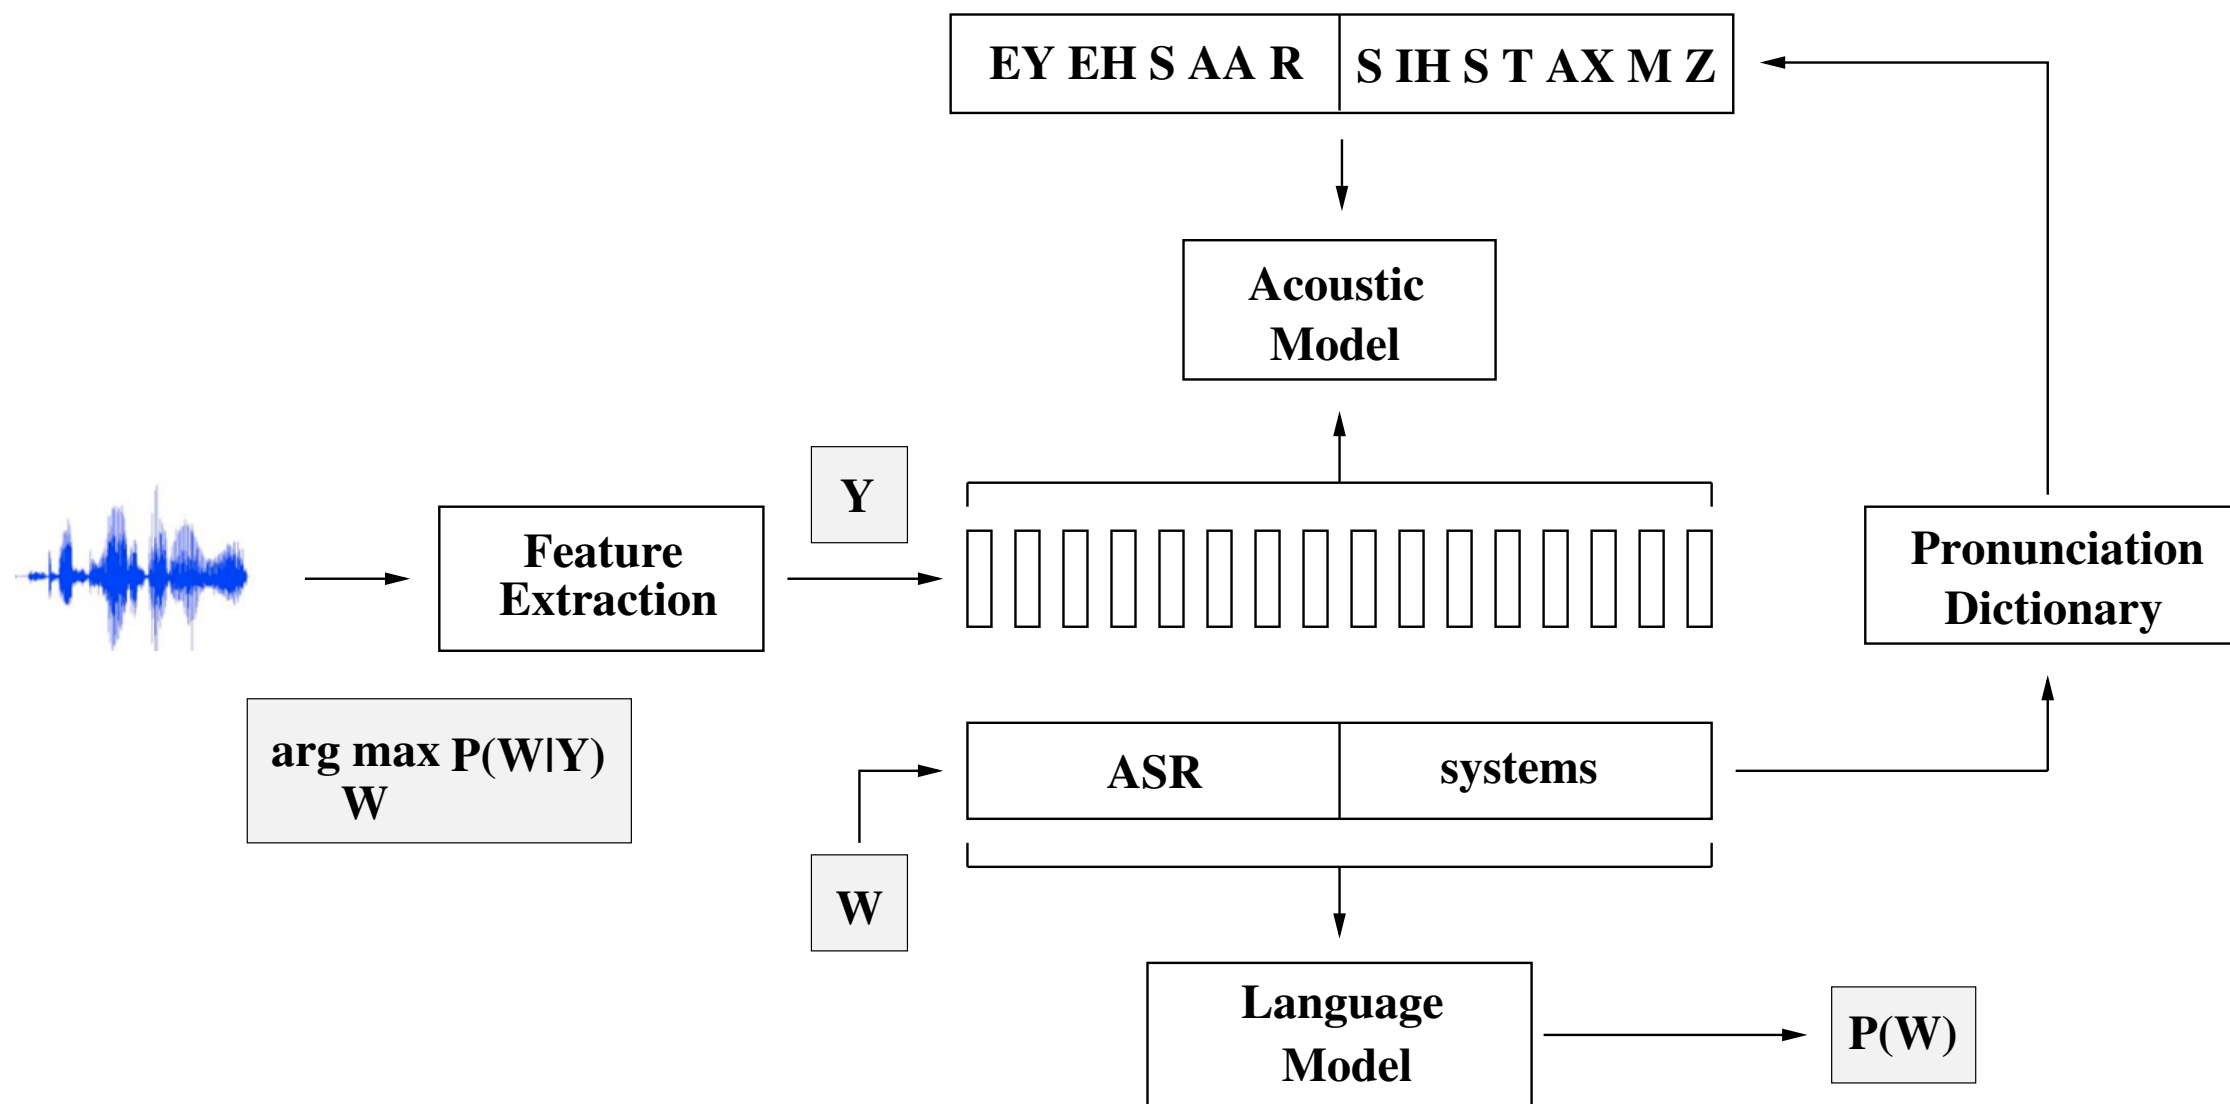 EY EH S AA R
S IH S T AX M Z
Acoustic
Model
Y
Feature
Extraction
Pronunciation
Dictionary
arg max P(W|Y)
W
ASR
systems
W
Language
Model
P(W)